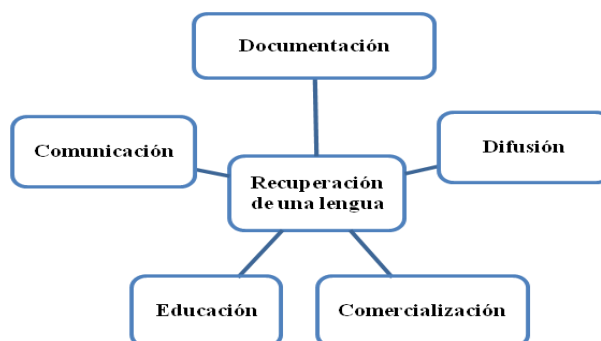 Documentación
Comunicación
Difusión
Recuperación
de una lengua
Educación
Comercialización